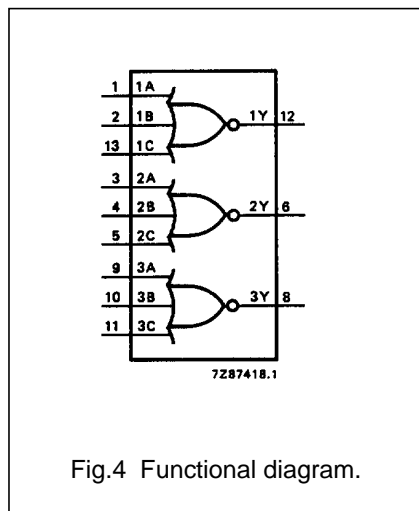 1 1A
2 1B 1Y 12
13 1C
3 2A
4 2B 2Y 6
5 2C
9 3A
10 3B 3Y 8
11 3C
7Z87418.1
Fig.4 Functional diagram.